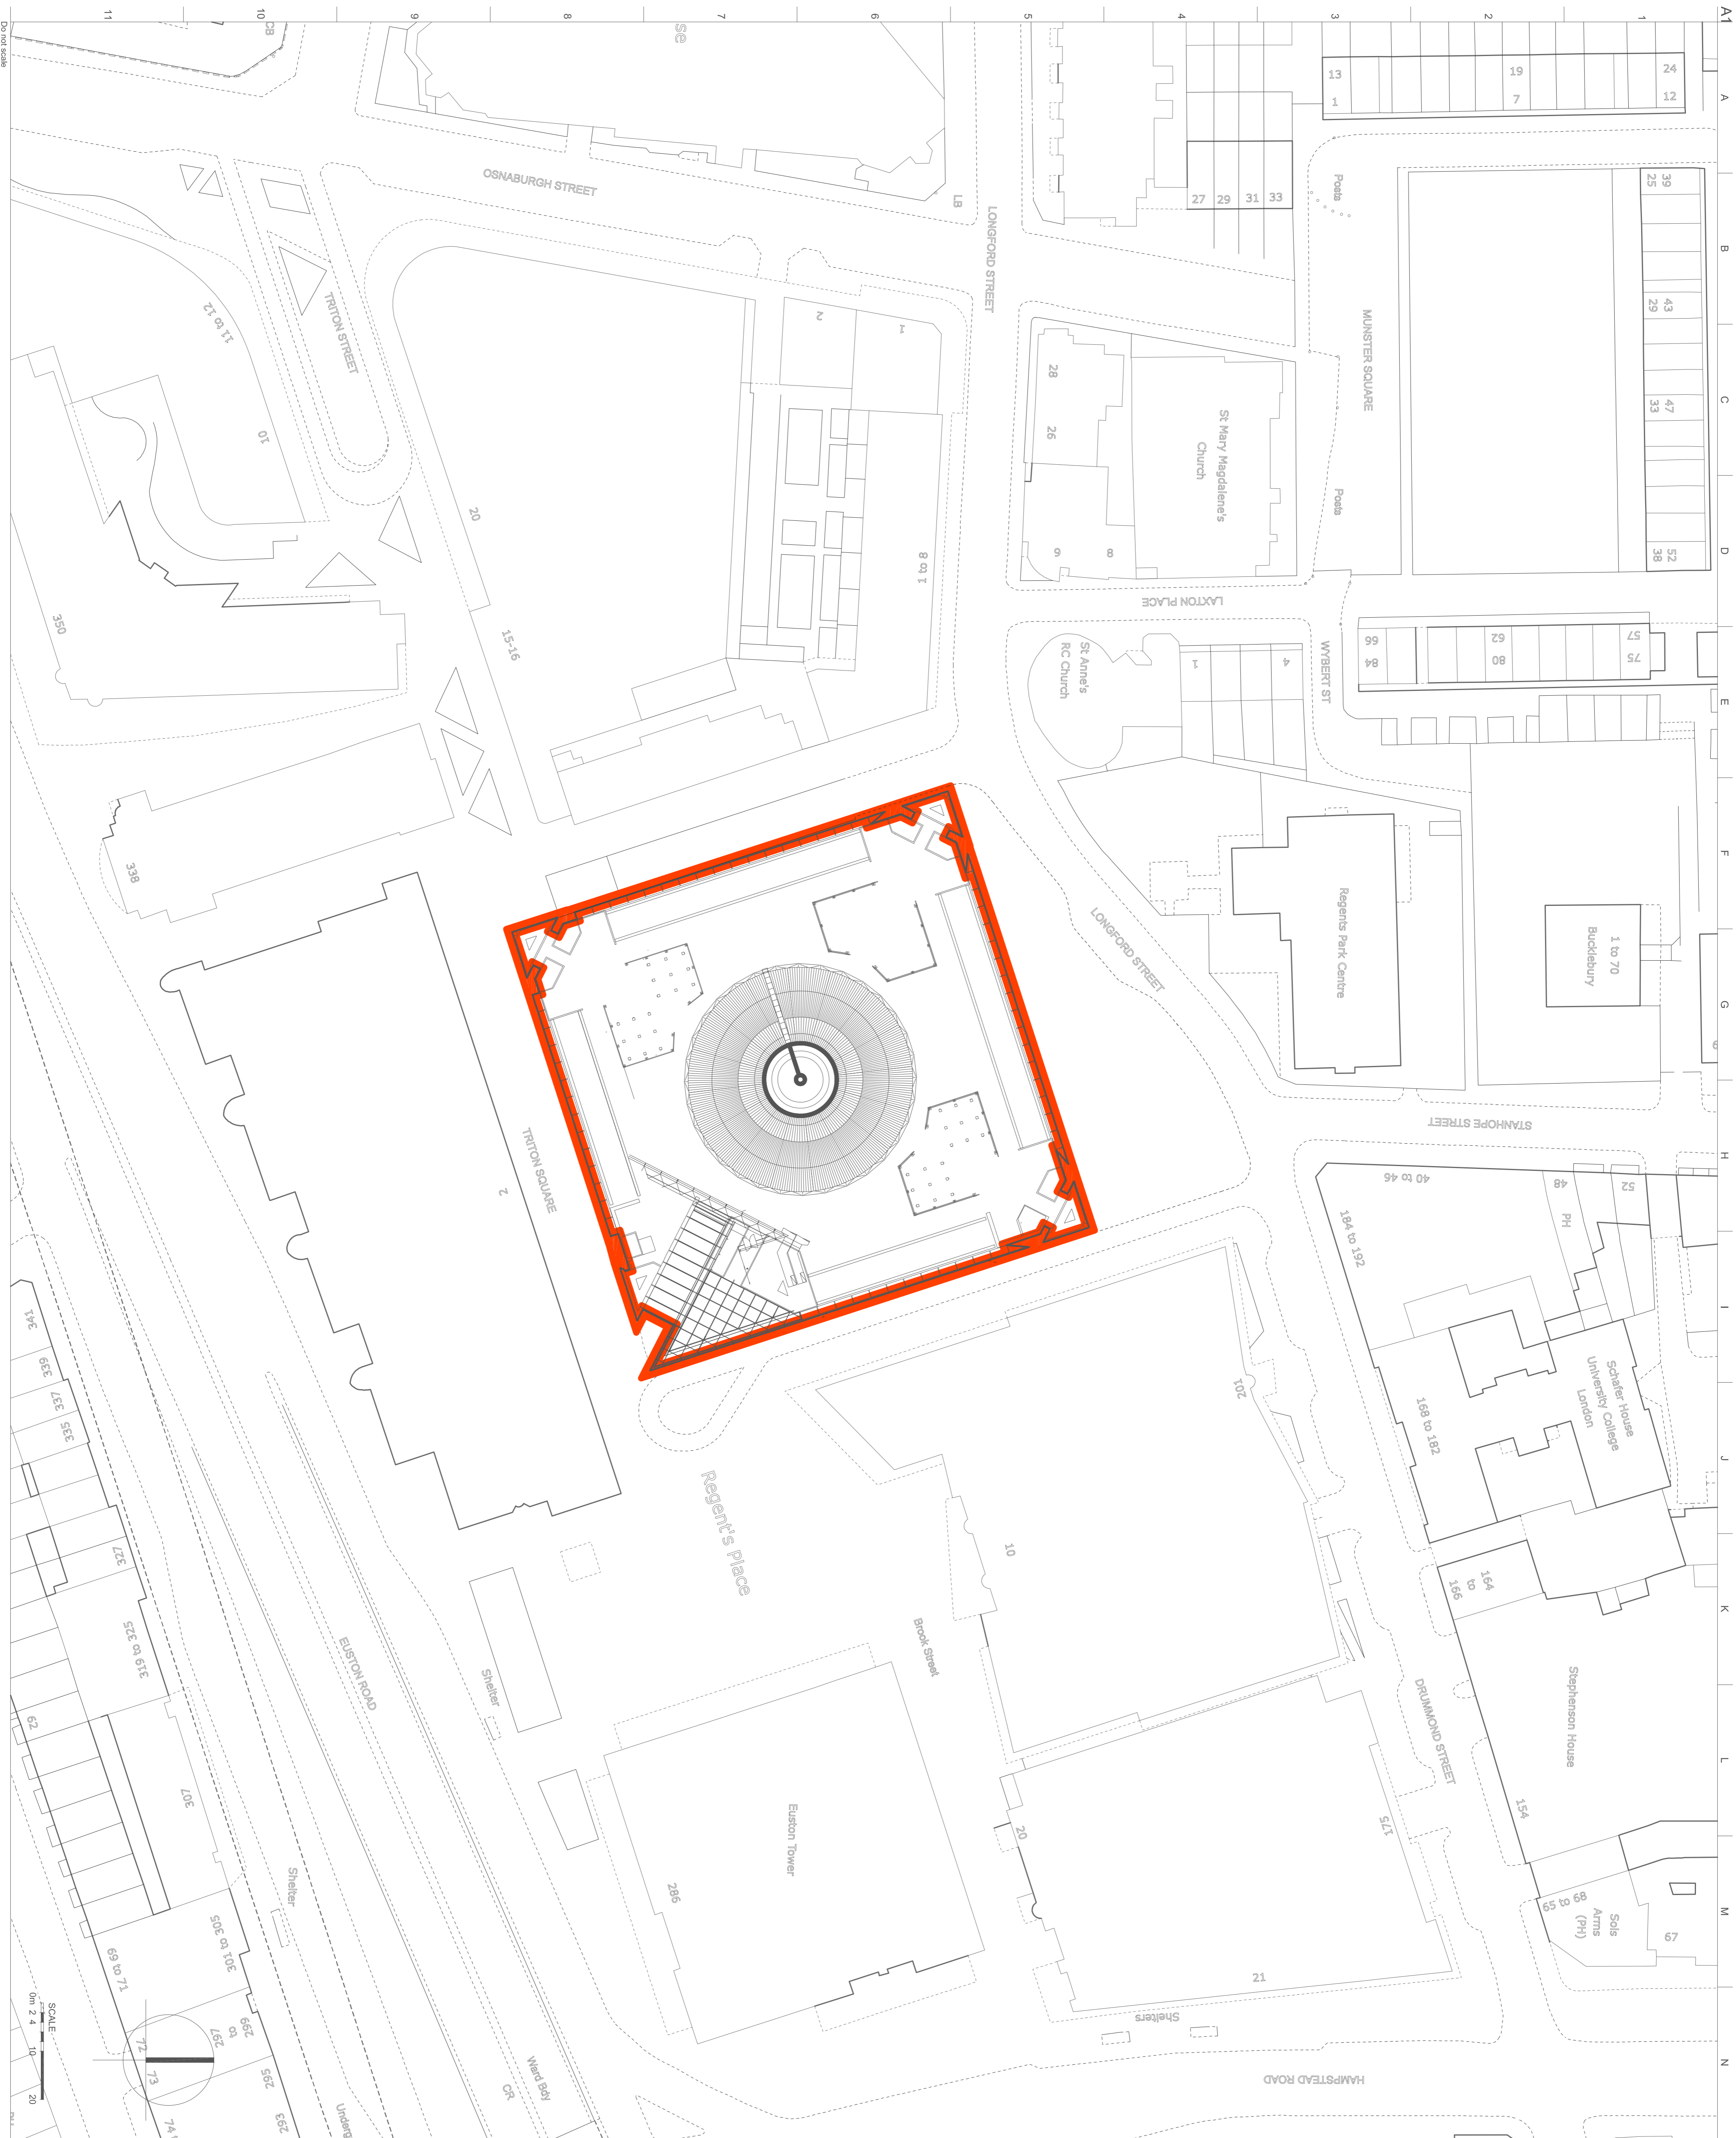 A1
11
10
9
8
7
6
5
4
3
2
1
A
B
C
D
E
F
G
H
I
J
K
L
M
N
Do not scale
CB
se
13
1
19
7
24
12
OSNABURGH STREET
LB
LONGFORD STREET
27
29
31
33
Posts
25
39
MUNSTER SQUARE
29
43
33
47
38
52
Posts
TRITON STREET
11 to 12
10
2
1
28
26
St Mary Magdalene's
Church
6
8
1 to 8
20
15-16
350
LAXTON PLACE
St Anne's
RC Church
1
4
WYBERT ST
66
84
62
80
57
75
338
LONGFORD STREET
Regents Park Centre
1 to 70
Bucklebury
STANHOPE STREET
TRITON SQUARE
2
40 to 45
48
PH
52
184 to 192
168 to 182
Schafer House
University College
London
201
341
339
337
335
327
319 to 325
Regent's Place
10
Brook Street
164
to
166
Stephenson House
EUSTON ROAD
Shelter
DRUMMOND STREET
62
307
Euston Tower
286
20
175
154
Shelter
301 to 305
69 to 71
65 to 68
Sols
Arms
(PH)
67
21
Shelters
SCALE
0m 2 4 10 20
72
73
299
to
297
295
293
Ward Bdy
CR
Underg
HAMPSTEAD ROAD